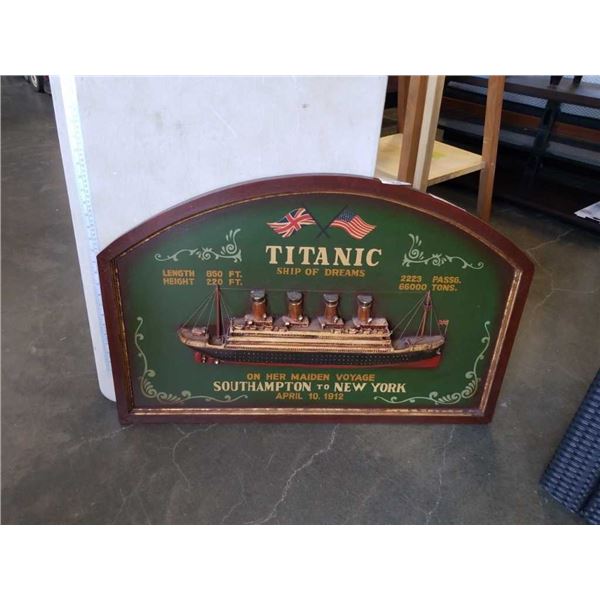 TITANIC
SHIP OF DREAMS
LENGTH 850 FT.
HEIGHT 220 FT.
2223 PASSG.
66000 TONS.
ON HER MAIDEN VOYAGE
SOUTHAMPTON TO NEW YORK
APRIL 10. 1912